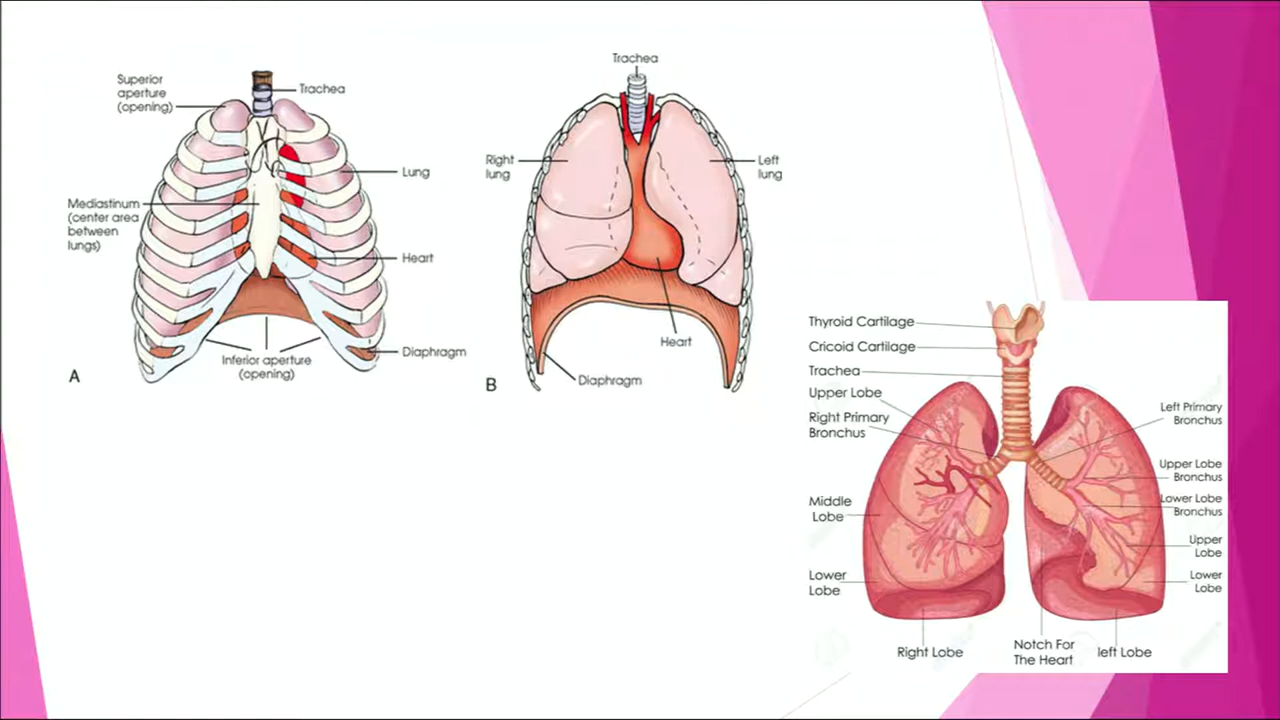 Superior
aperture
(opening)
Trachea
Lung
Mediastinum
(center area
between
lungs)
Heart
Inferior aperture
(opening)
Diaphragm
A
Trachea
Right
lung
Left
lung
Heart
Diaphragm
B
Thyroid Cartilage
Cricoid Cartilage
Trachea
Upper Lobe
Right Primary
Bronchus
Middle
Lobe
Lower
Lobe
Right Lobe
Left Primary
Bronchus
Upper Lobe
Bronchus
Lower Lobe
Bronchus
Upper
Lobe
Lower
Lobe
Notch For
The Heart
left Lobe